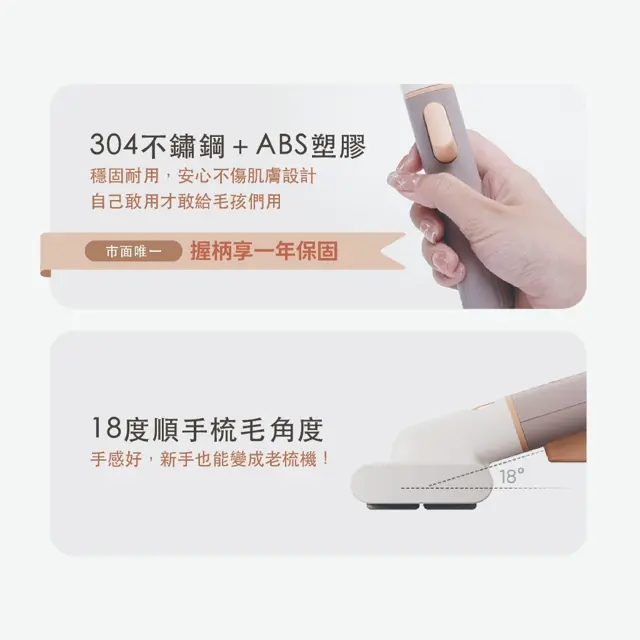 304不鏽鋼+ABS塑膠
穩固耐用，安心不傷肌膚設計
自己敢用才敢給毛孩們用
市面唯一 握柄享一年保固
18度順手梳毛角度
手感好，新手也能變成老梳機！
18°